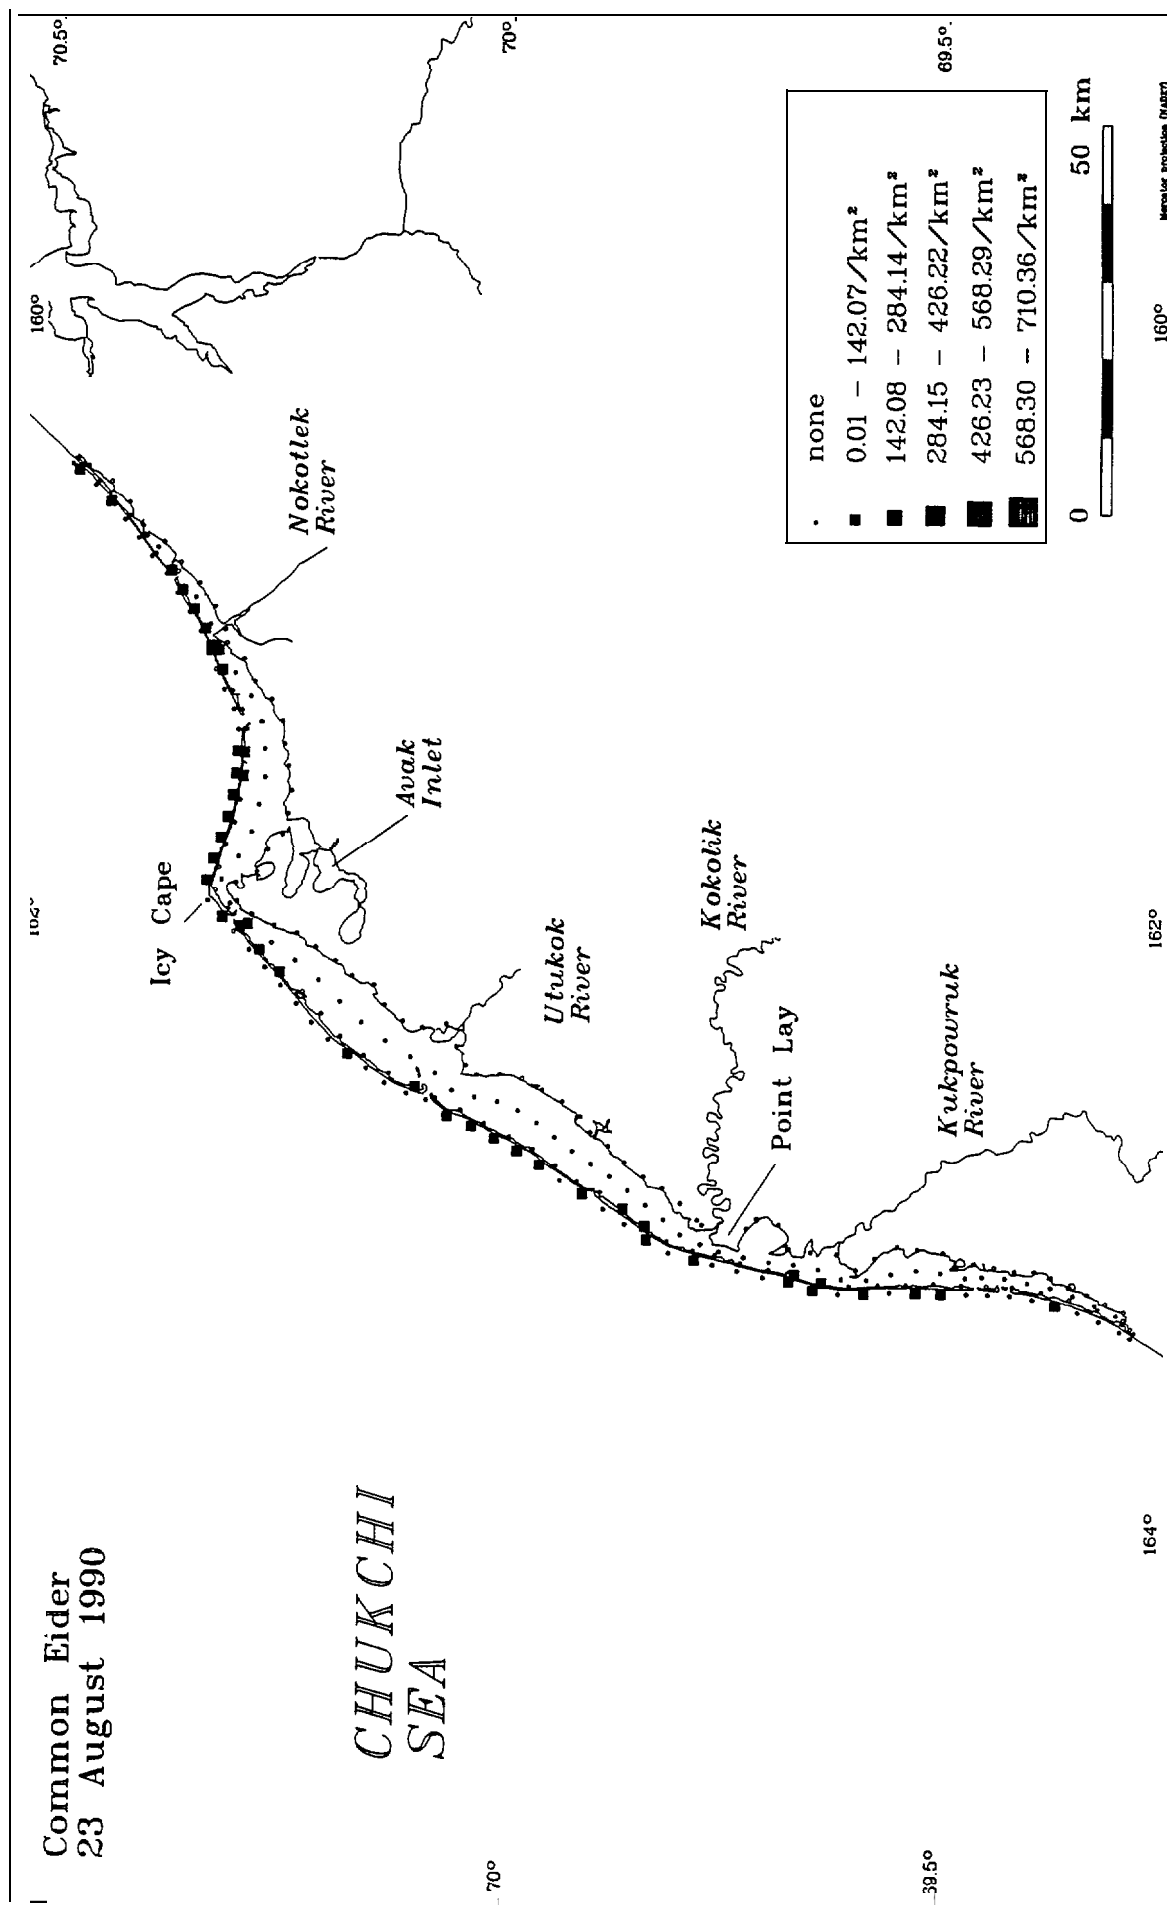 Common Eider
23 August 1990
CHUKCHI
SEA
Icy Cape
Nokotlek
River
Avak
Inlet
Utukok
River
Kokolik
River
Point Lay
Kukpowruk
River
none
0.01 – 142.07/km²
142.08 – 284.14/km²
284.15 – 426.22/km²
426.23 – 568.29/km²
568.30 – 710.36/km²
0 50 km
70.5°
70°
69.5°
160°
160°
162°
164°
70°
69.5°